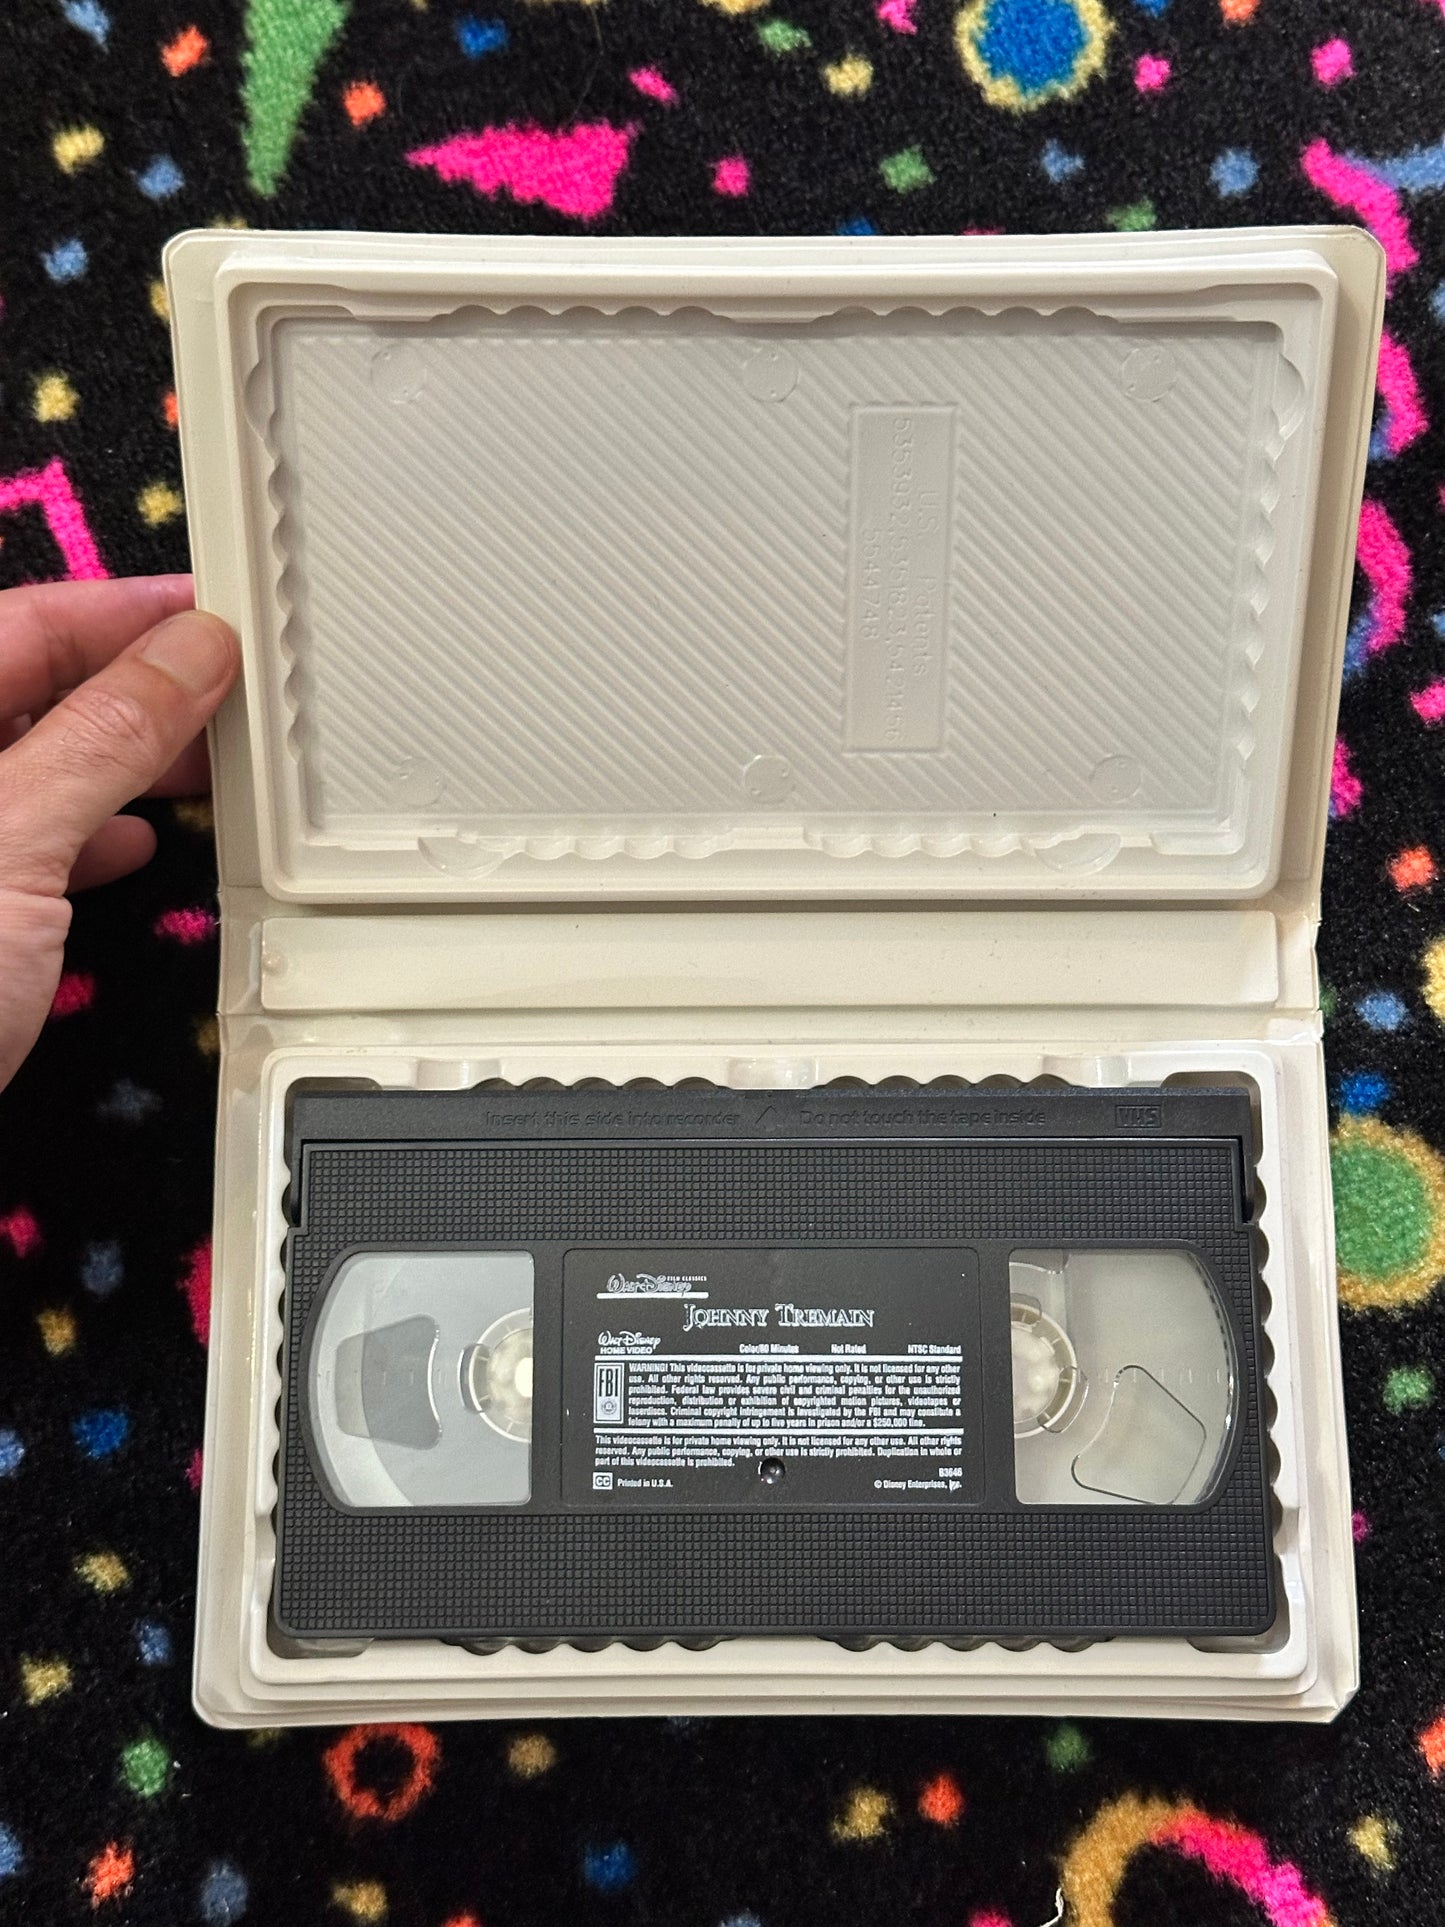 U.S. Patents
5353932,5311823,5421456
5544748
Insert this side into recorder Do not touch the tape inside VHS
Walt Disney FILM CLASSICS
JOHNNY TREMAIN
Walt Disney
HOME VIDEO Color/80 Minutes Not Rated NTSC Standard
FBI
WARNING! This videocassette is for private home viewing only. It is not licensed for any other
use. All other rights reserved. Any public performance, copying, or other use is strictly
prohibited. Federal law provides severe civil and criminal penalties for the unauthorized
reproduction, distribution or exhibition of copyrighted motion pictures, videotapes or
laserdiscs. Criminal copyright infringement is investigated by the FBI and may constitute a
felony with a maximum penalty of up to five years in prison and/or a $250,000 fine.
This videocassette is for private home viewing only. It is not licensed for any other use. All other rights
reserved. Any public performance, copying, or other use is strictly prohibited. Duplication in whole or
part of this videocassette is prohibited.
B3646
CC Printed in U.S.A. © Disney Enterprises, Inc.